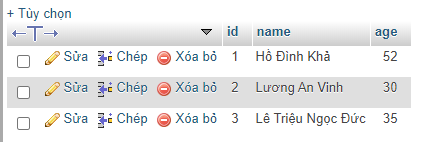 + Tùy chọn
id name age
Sửa Chép Xóa bỏ 1 Hồ Đình Khả 52
Sửa Chép Xóa bỏ 2 Lương An Vinh 30
Sửa Chép Xóa bỏ 3 Lê Triệu Ngọc Đức 35